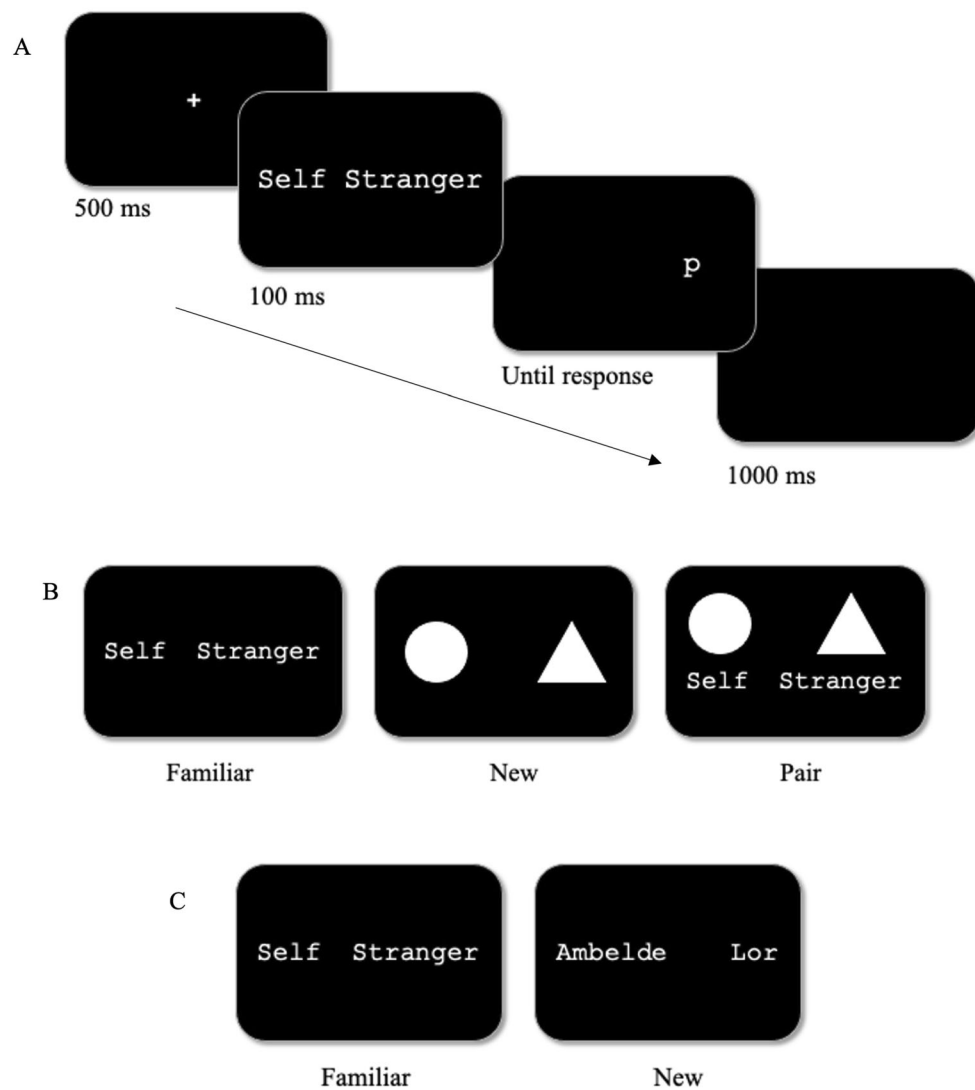 A
+
500 ms
Self Stranger
100 ms
p
Until response
1000 ms
B
Self Stranger
Self Stranger
Familiar
New
Pair
C
Self Stranger
Ambelde Lor
Familiar
New